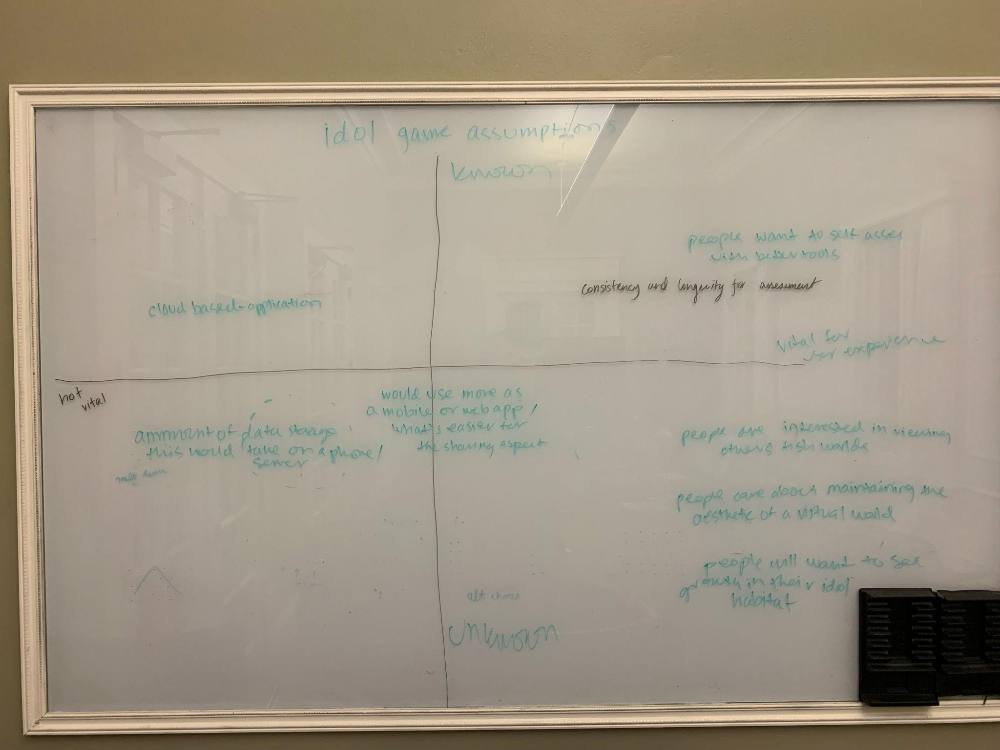 idol game assumptions
known
people want to self asses
with better tools
consistency and longevity for assessment
cloud based-application
vital for
user experience
not
vital
would use more as
a mobile or web app /
what's easier for
the sharing aspect
ammount of data storage
this would take on a phone/
server
melt down
people are interested in viewing
others fish worlds
people care about maintaining the
aesthetic of a virtual world
people will want to see
growth in their idol
habitat
alt
unknown